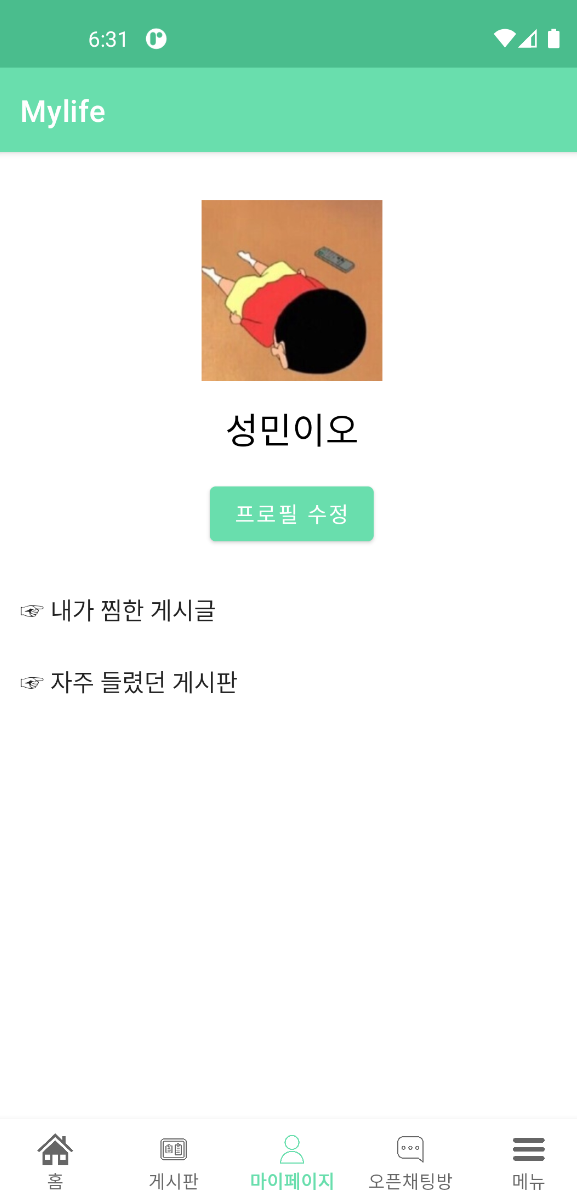 6:31
Mylife
성민이오
프로필 수정
☞ 내가 찜한 게시글
☞ 자주 들렸던 게시판
홈
게시판
마이페이지
오픈채팅방
메뉴